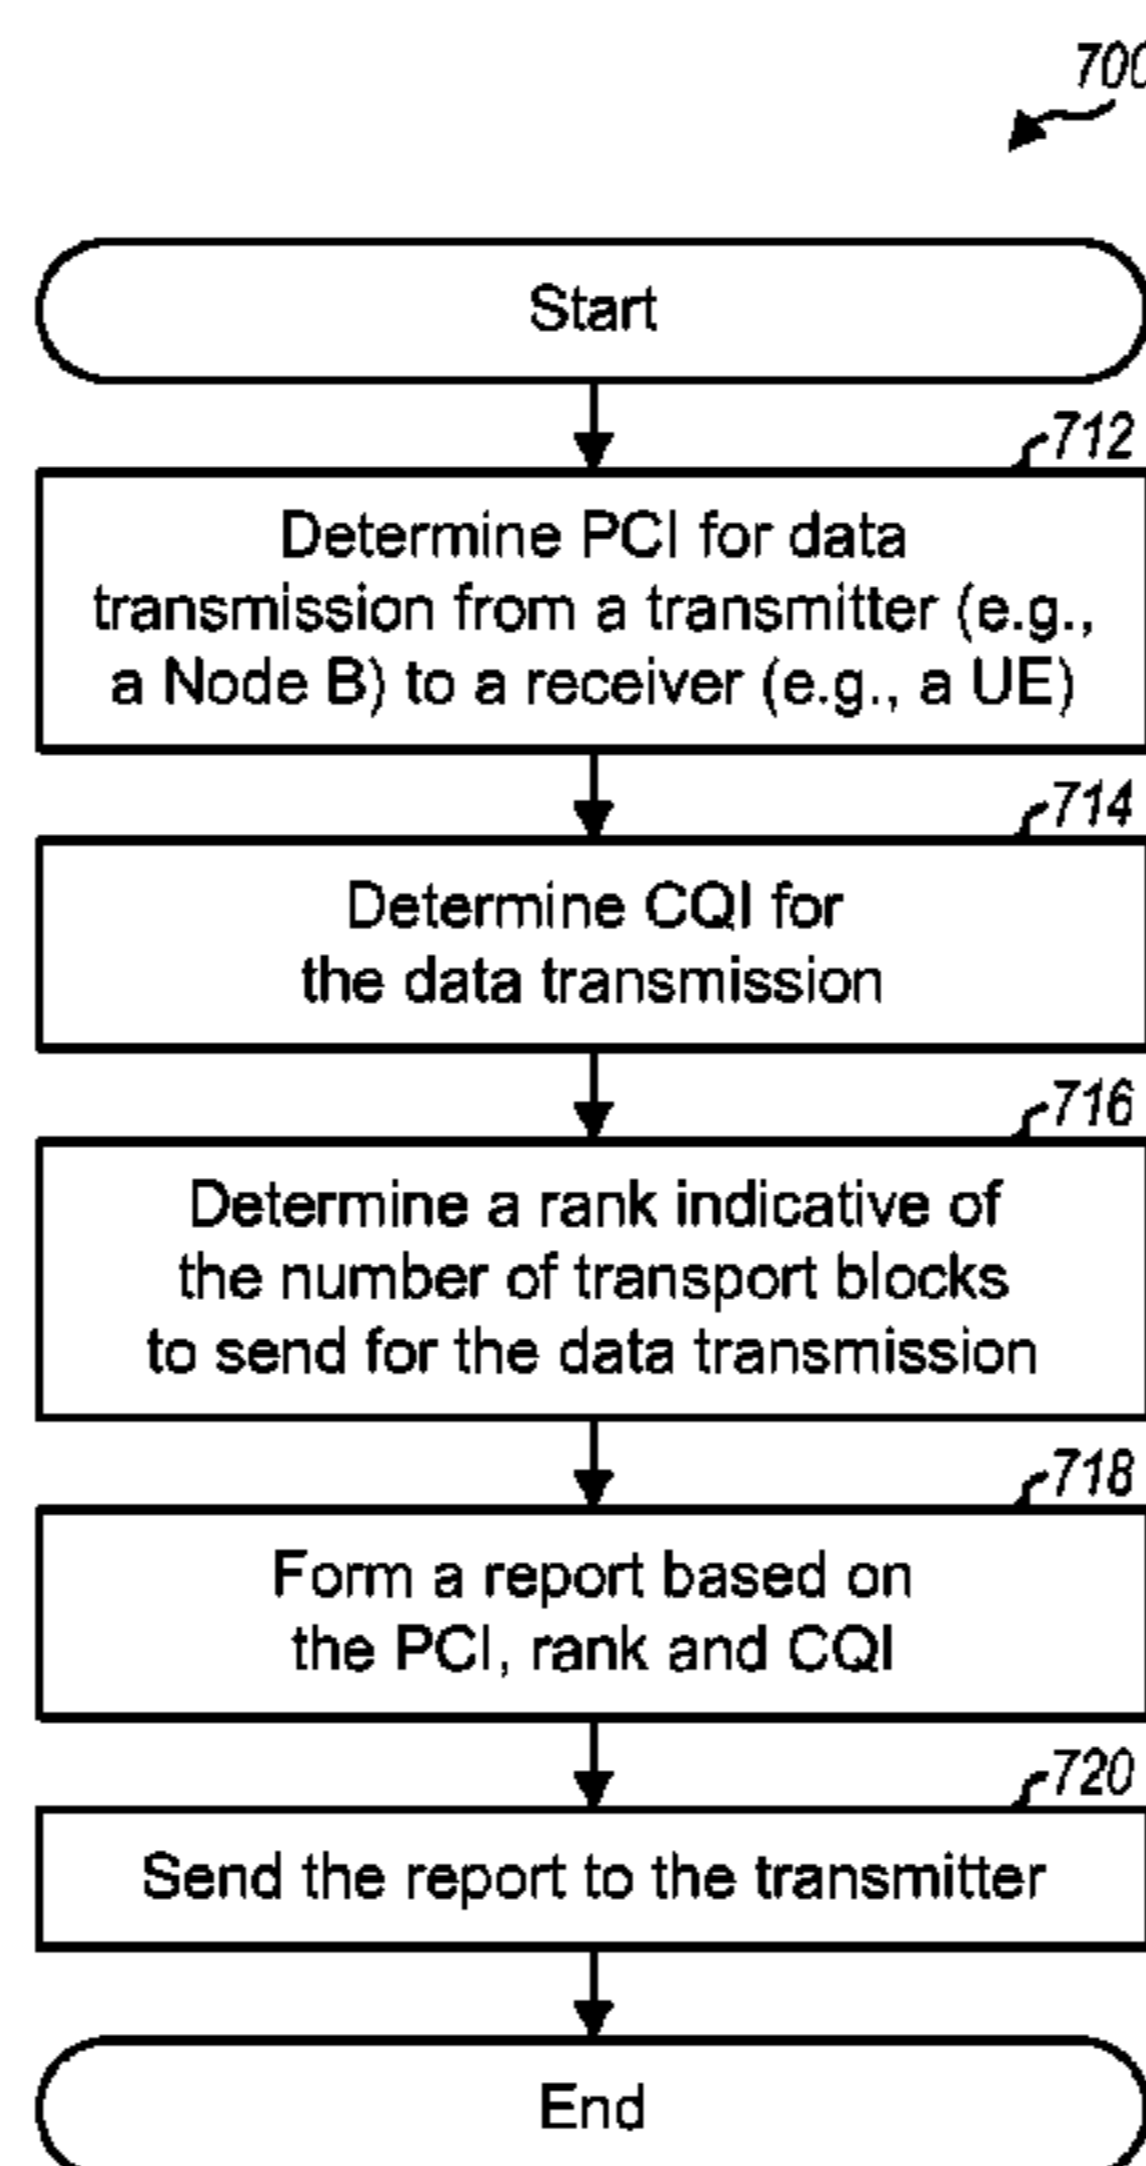 700
Start
712
Determine PCI for data
transmission from a transmitter (e.g.,
a Node B) to a receiver (e.g., a UE)
714
Determine CQI for
the data transmission
716
Determine a rank indicative of
the number of transport blocks
to send for the data transmission
718
Form a report based on
the PCI, rank and CQI
720
Send the report to the transmitter
End